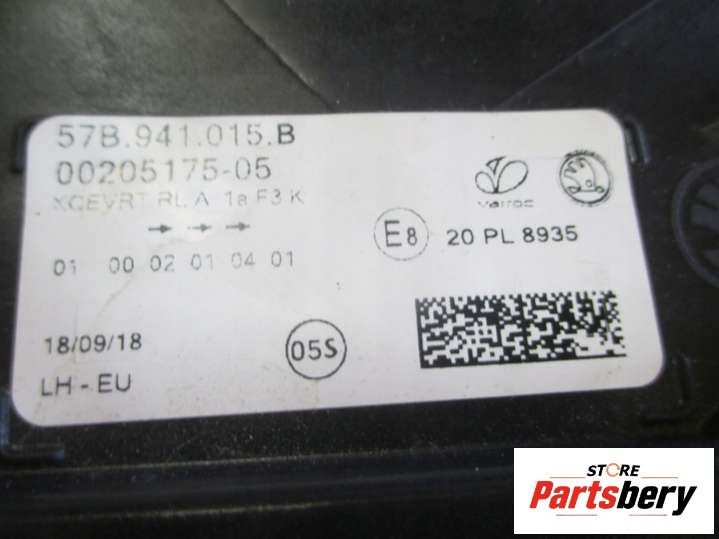 57B.941.015.B
00205175-05
XCEVRT RL A 1a F3 K
varroc
E8 20 PL 8935
01 00 02 01 04 01
18/09/18
05S
LH - EU
STORE
Partsbery